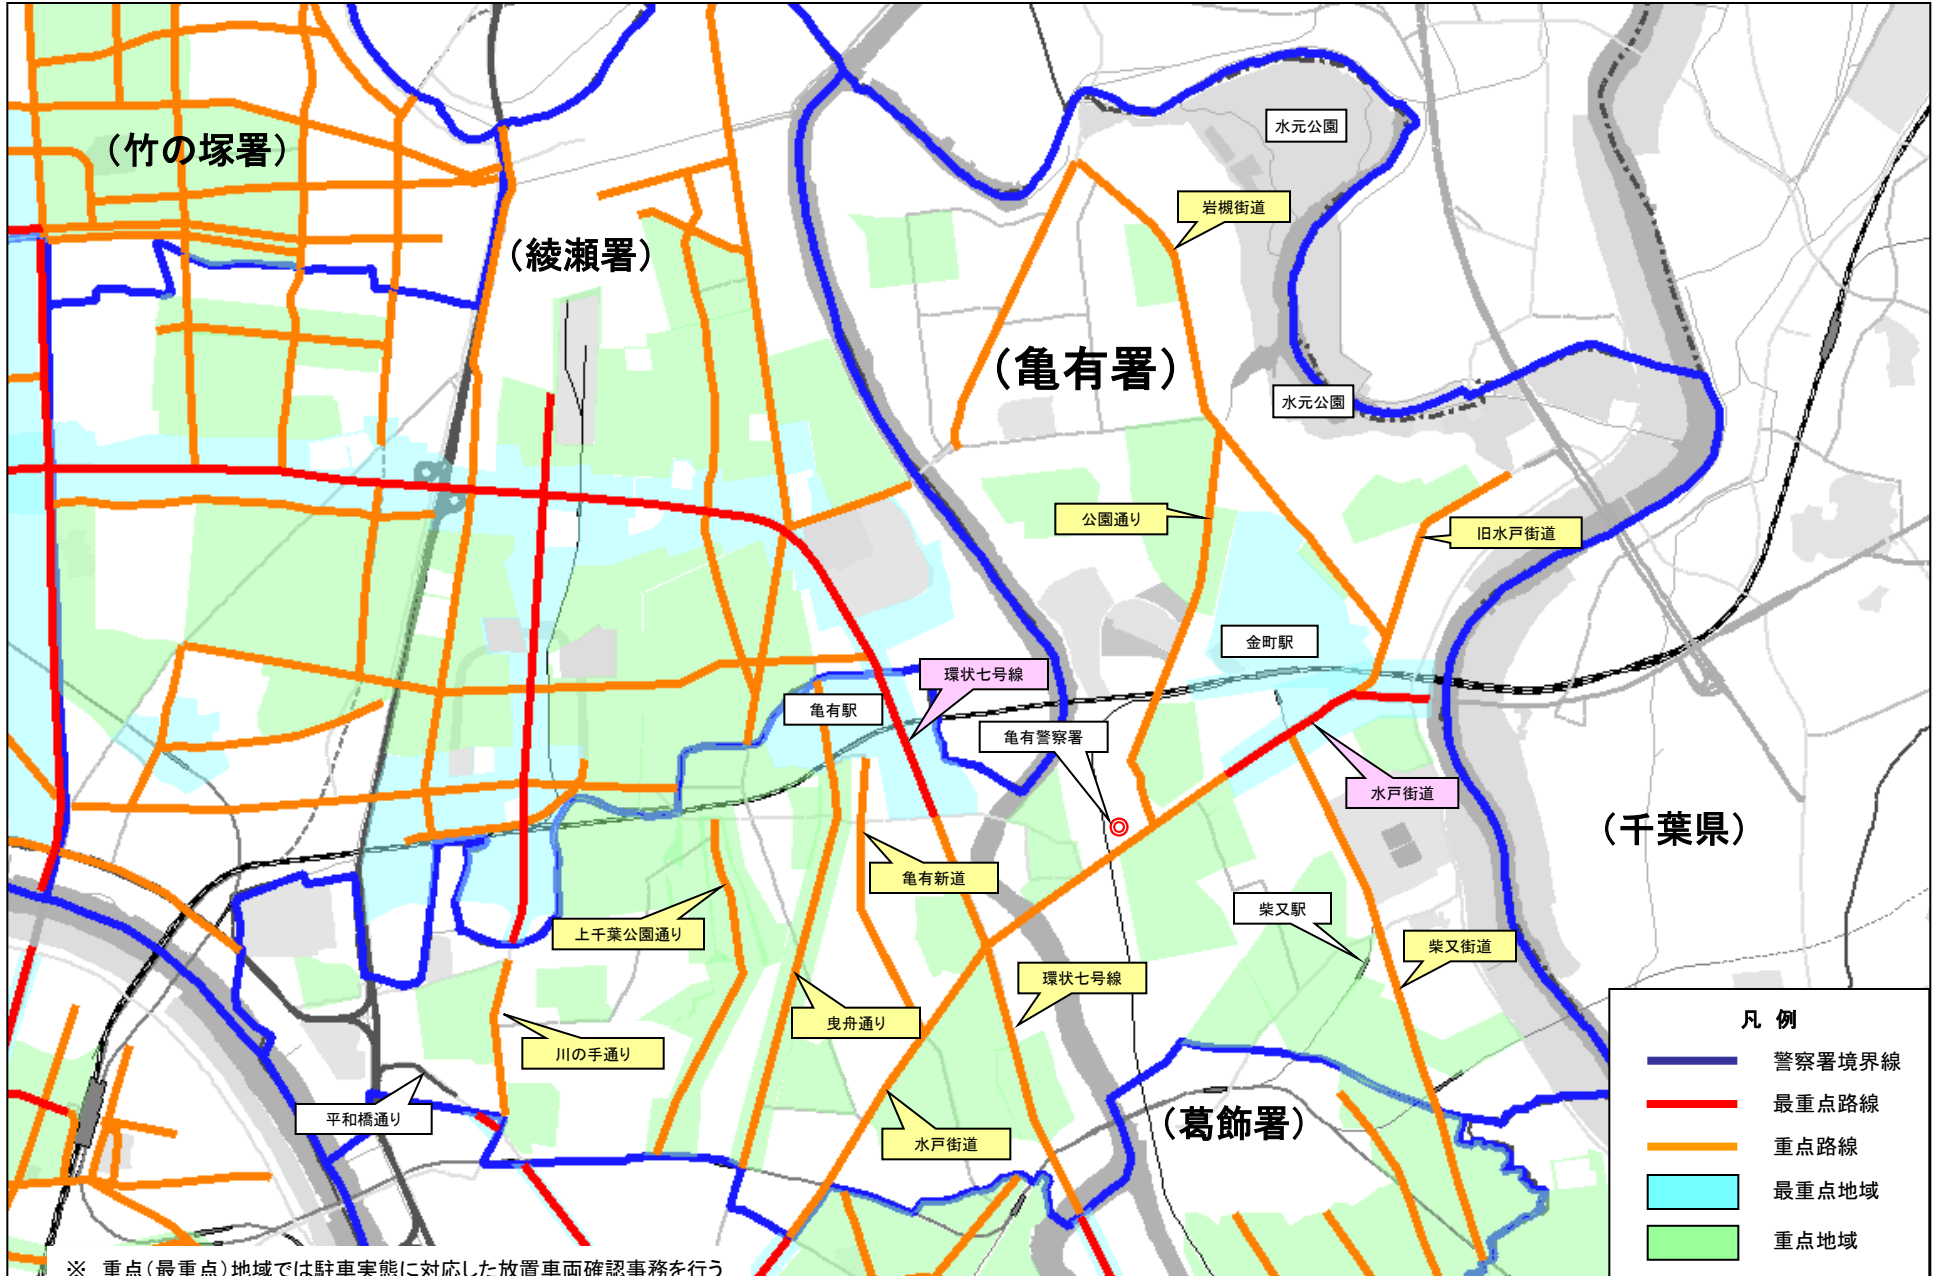 （竹の塚署）
水元公園
岩槻街道
（綾瀬署）
（亀有署）
水元公園
公園通り
旧水戸街道
金町駅
環状七号線
亀有駅
亀有警察署
水戸街道
（千葉県）
亀有新道
柴又駅
上千葉公園通り
柴又街道
環状七号線
曳舟通り
川の手通り
平和橋通り
水戸街道
（葛飾署）
凡 例
警察署境界線
最重点路線
重点路線
最重点地域
重点地域
※ 重点（最重点）地域では駐車実態に対応した放置車両確認事務を行う